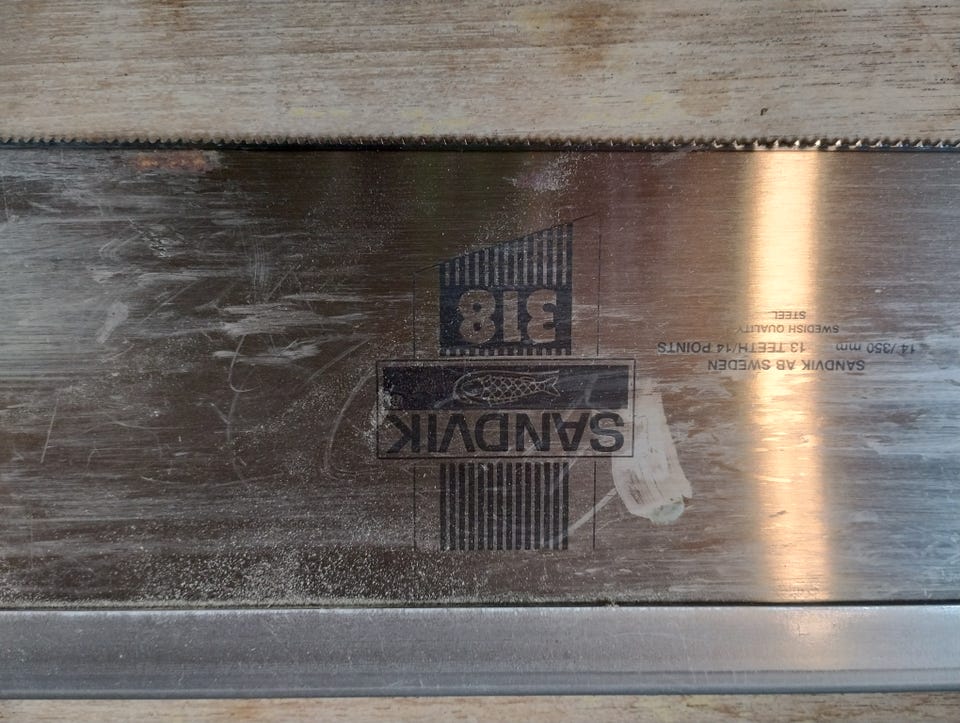 SANDVIK
318
SANDVIK AB SWEDEN
14"/350 mm 13 TEETH/14 POINTS
SWEDISH QUALITY
STEEL